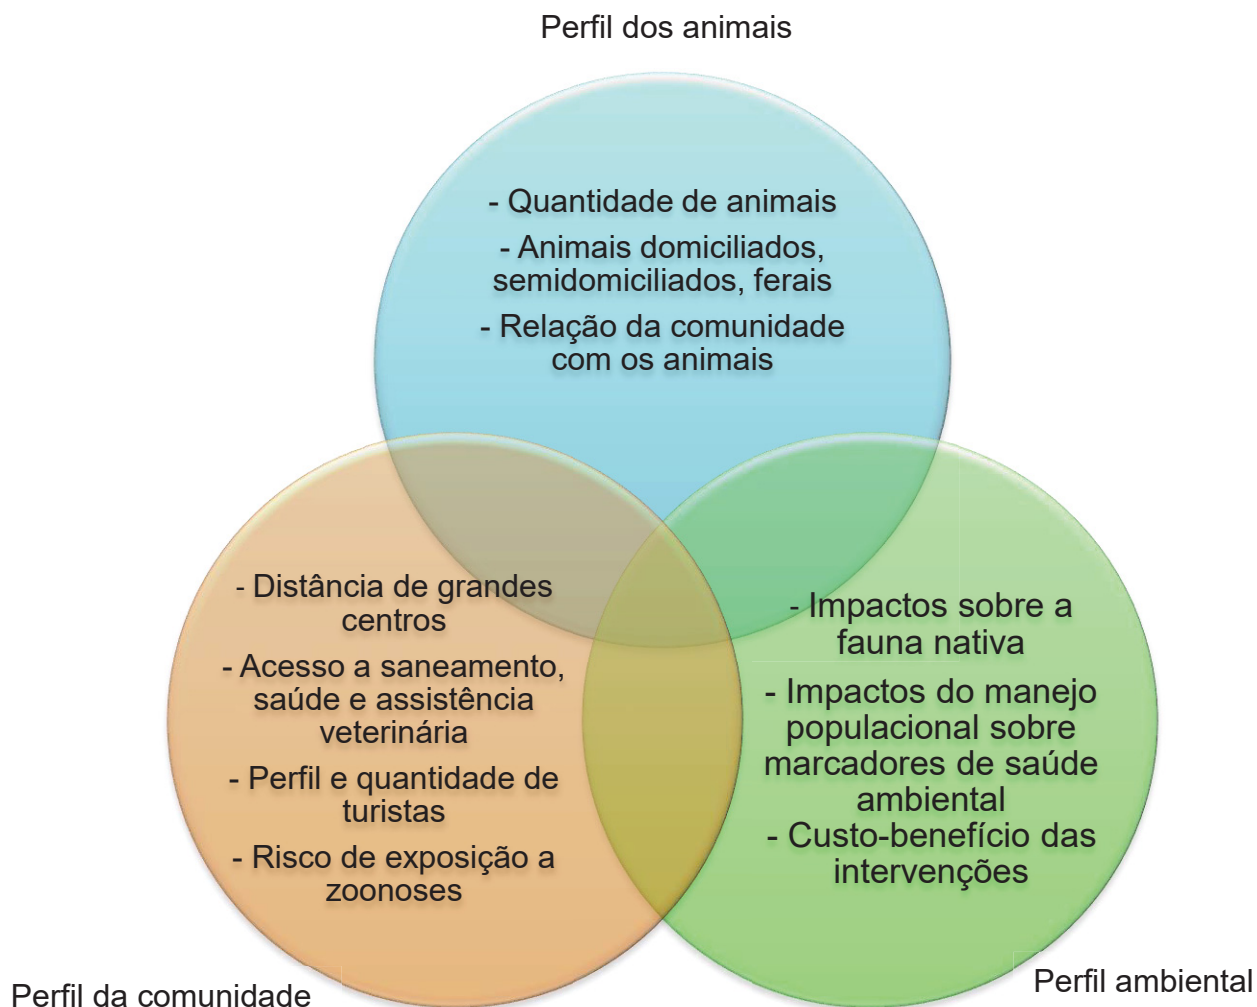 Perfil dos animais
- Quantidade de animais
- Animais domiciliados,
semidomiciliados, ferais
- Relação da comunidade
com os animais
- Distância de grandes
centros
- Acesso a saneamento,
saúde e assistência
veterinária
- Perfil e quantidade de
turistas
- Risco de exposição a
zoonoses
- Impactos sobre a
fauna nativa
- Impactos do manejo
populacional sobre
marcadores de saúde
ambiental
- Custo-benefício das
intervenções
Perfil da comunidade
Perfil ambiental